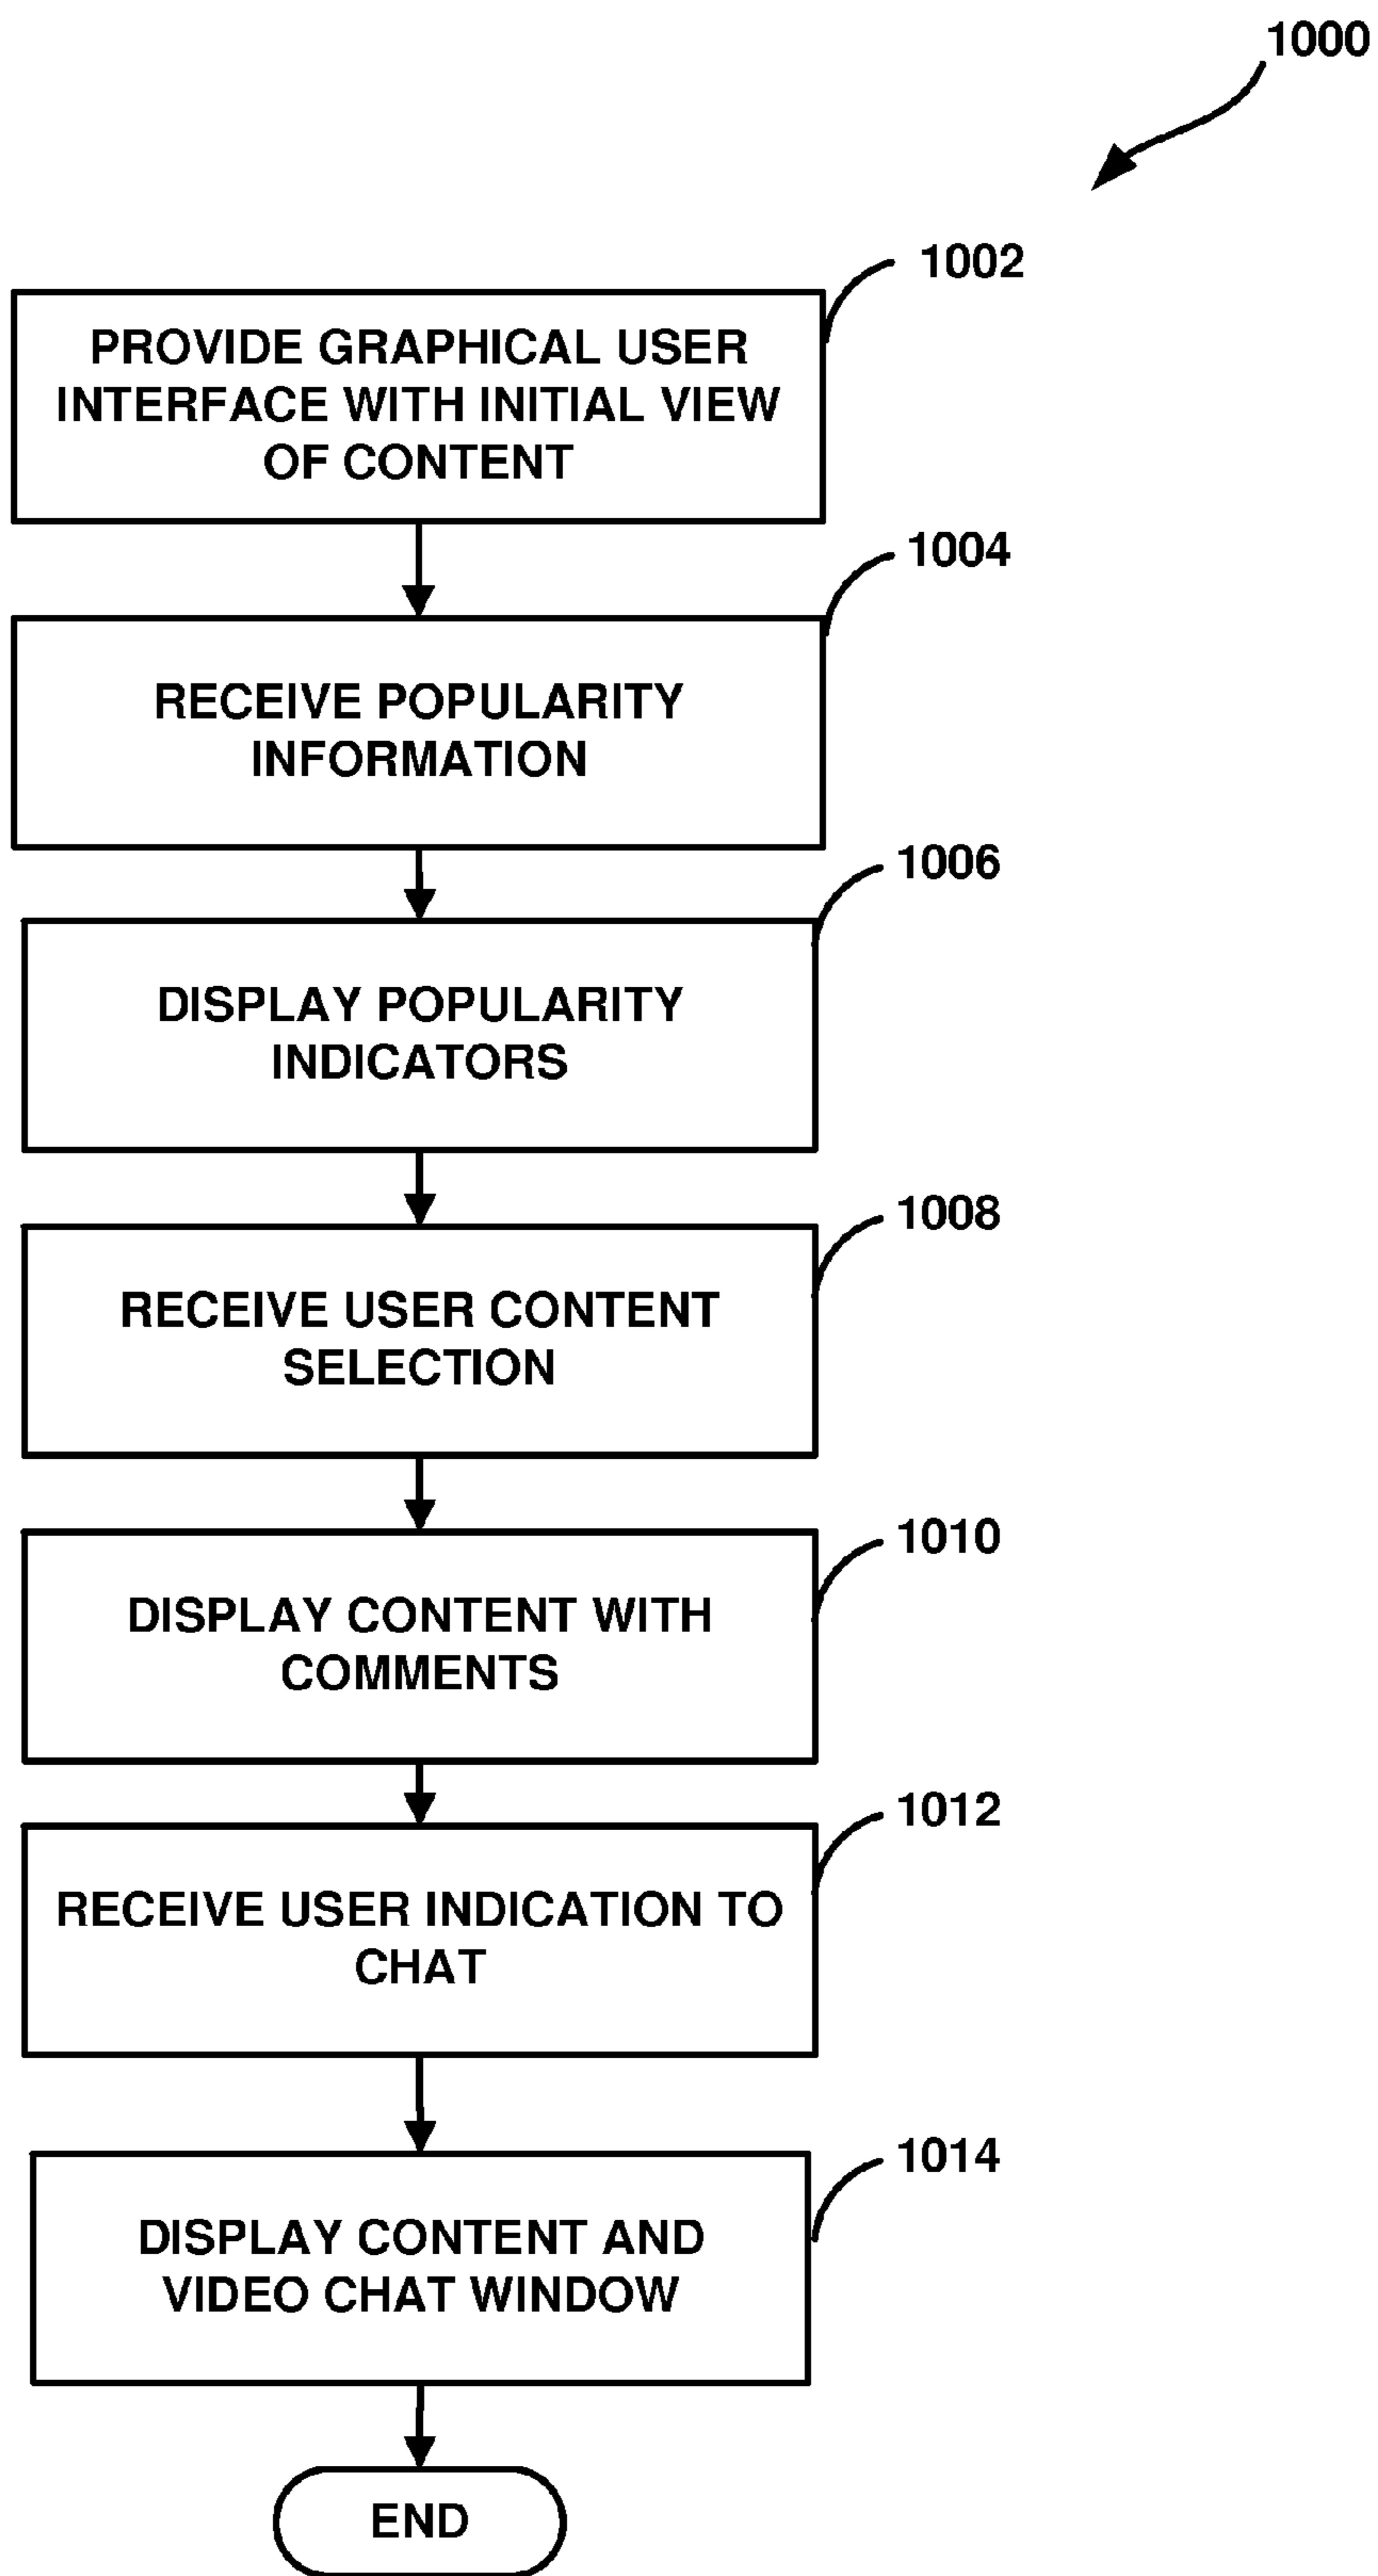 1000
1002
PROVIDE GRAPHICAL USER
INTERFACE WITH INITIAL VIEW
OF CONTENT
1004
RECEIVE POPULARITY
INFORMATION
1006
DISPLAY POPULARITY
INDICATORS
1008
RECEIVE USER CONTENT
SELECTION
1010
DISPLAY CONTENT WITH
COMMENTS
1012
RECEIVE USER INDICATION TO
CHAT
1014
DISPLAY CONTENT AND
VIDEO CHAT WINDOW
END